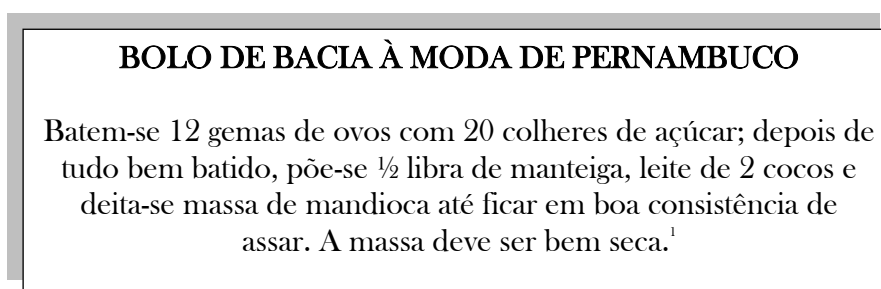 BOLO DE BACIA À MODA DE PERNAMBUCO
Batem-se 12 gemas de ovos com 20 colheres de açúcar; depois de
tudo bem batido, põe-se ½ libra de manteiga, leite de 2 cocos e
deita-se massa de mandioca até ficar em boa consistência de
assar. A massa deve ser bem seca.¹